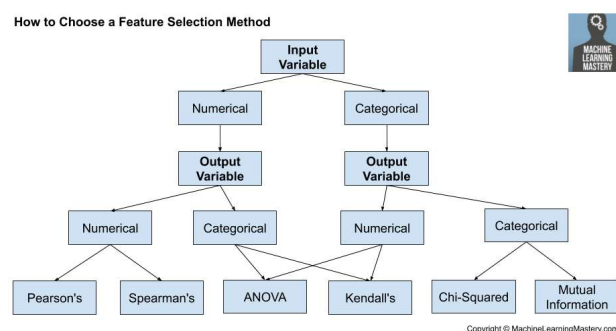 How to Choose a Feature Selection Method
MACHINE
LEARNING
MASTERY
Input
Variable
Numerical
Categorical
Output
Variable
Output
Variable
Numerical
Categorical
Numerical
Categorical
Pearson's
Spearman's
ANOVA
Kendall's
Chi-Squared
Mutual
Information
Copyright © MachineLearningMastery.com